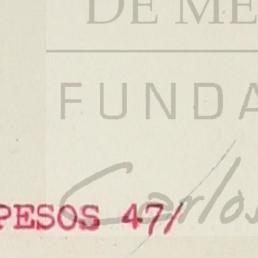 DE ME
FUNDA
Carlos
PESOS 47/